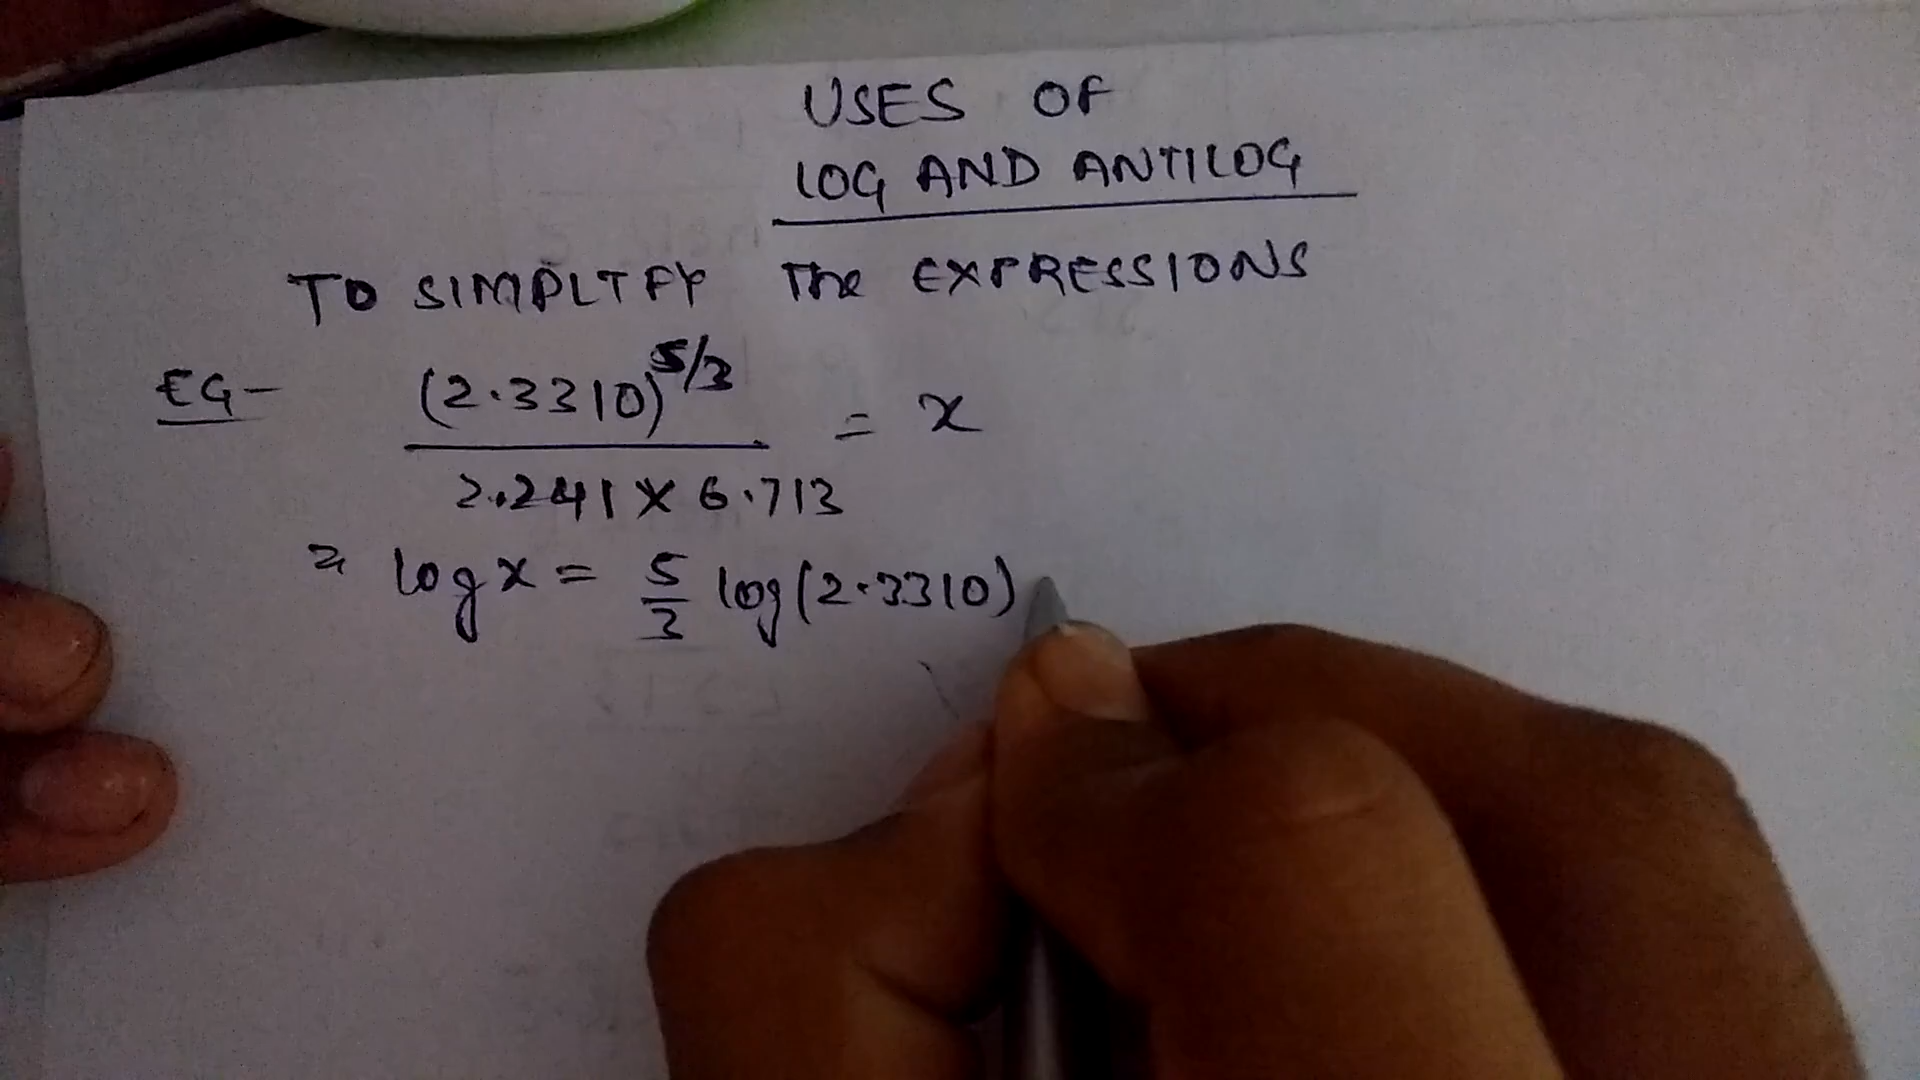 USES OF
LOG AND ANTILOG
TO SIMPLIFY The EXPRESSIONS
EG- (2.3310)^5/3
= x
2.241 X 6.713
= log x = 5/3 log(2.3310)